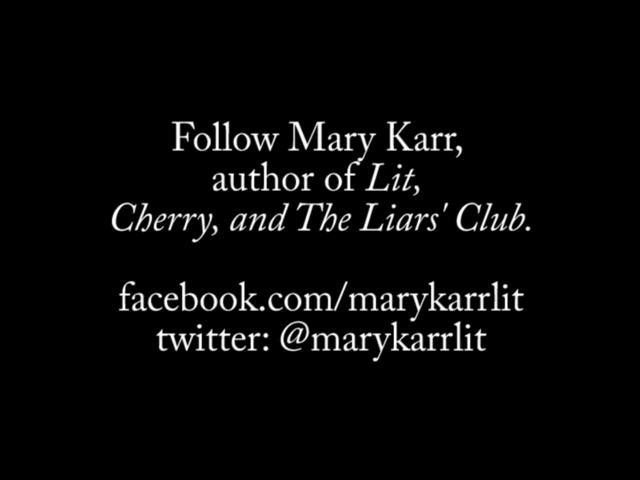 Follow Mary Karr,
author of Lit,
Cherry, and The Liars' Club.
facebook.com/marykarrlit
twitter: @marykarrlit